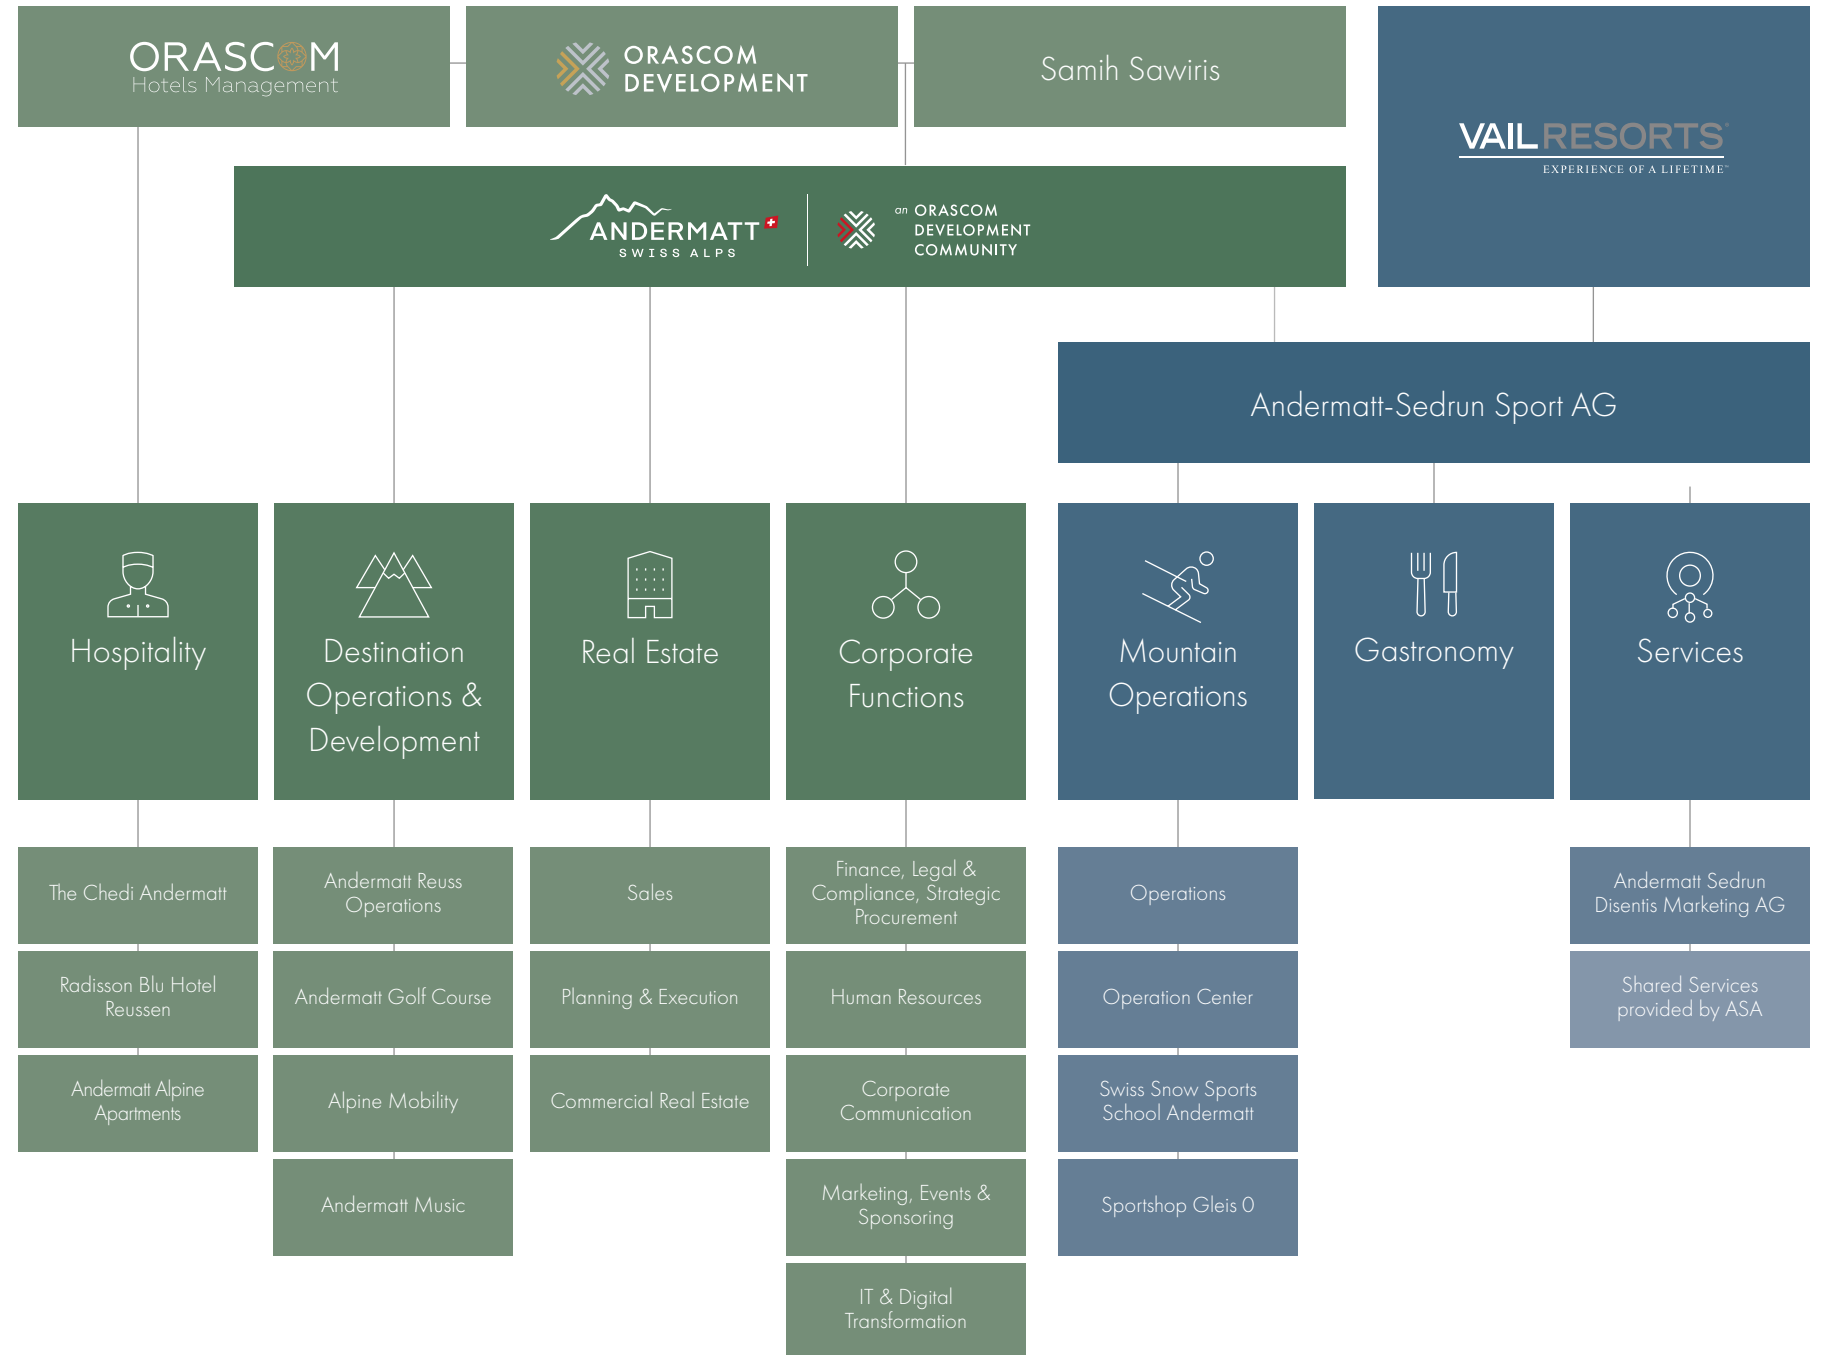 ORASCOM
Hotels Management
ORASCOM
DEVELOPMENT
Samih Sawiris
VAIL RESORTS®
EXPERIENCE OF A LIFETIME™
ANDERMATT
SWISS ALPS
an ORASCOM
DEVELOPMENT
COMMUNITY
Andermatt-Sedrun Sport AG
Hospitality
Destination
Operations &
Development
Real Estate
Corporate
Functions
Mountain
Operations
Gastronomy
Services
The Chedi Andermatt
Radisson Blu Hotel
Reussen
Andermatt Alpine
Apartments
Andermatt Reuss
Operations
Andermatt Golf Course
Alpine Mobility
Andermatt Music
Sales
Planning & Execution
Commercial Real Estate
Finance, Legal &
Compliance, Strategic
Procurement
Human Resources
Corporate
Communication
Marketing, Events &
Sponsoring
IT & Digital
Transformation
Operations
Operation Center
Swiss Snow Sports
School Andermatt
Sportshop Gleis 0
Andermatt Sedrun
Disentis Marketing AG
Shared Services
provided by ASA